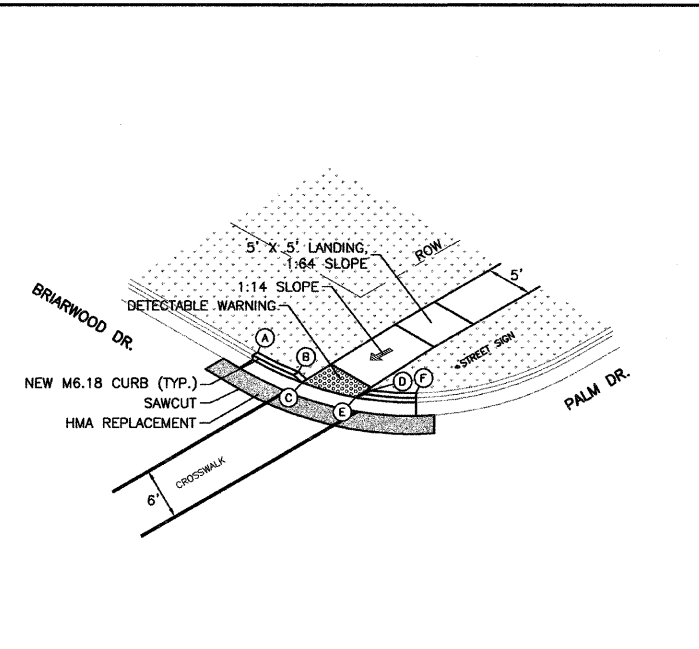 5' X 5' LANDING,
1:64 SLOPE
ROW
5'
1:14 SLOPE
DETECTABLE WARNING
BRIARWOOD DR.
A
B
STREET SIGN
D
F
NEW M6.18 CURB (TYP.)
SAWCUT
C
HMA REPLACEMENT
E
PALM DR.
CROSSWALK
6'